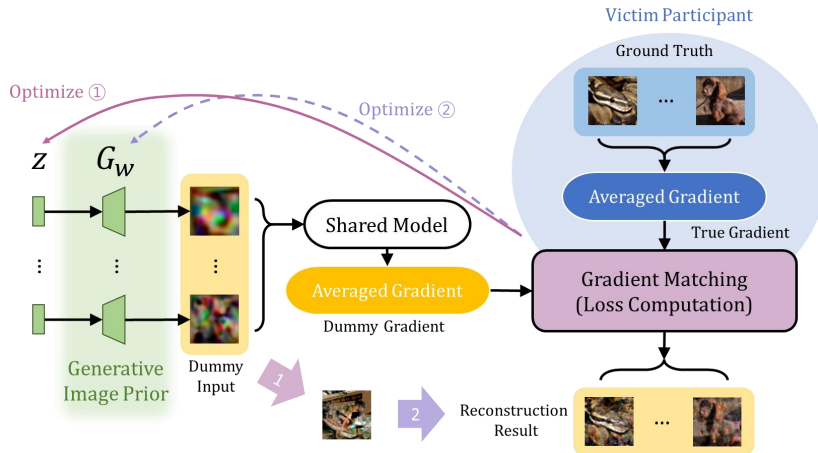 Victim Participant
Ground Truth
...
Optimize ①
Optimize ②
z
G_w
Averaged Gradient
True Gradient
Shared Model
Gradient Matching
(Loss Computation)
Averaged Gradient
Dummy Gradient
...
...
...
Generative
Image Prior
Dummy
Input
1
2
Reconstruction
Result
...